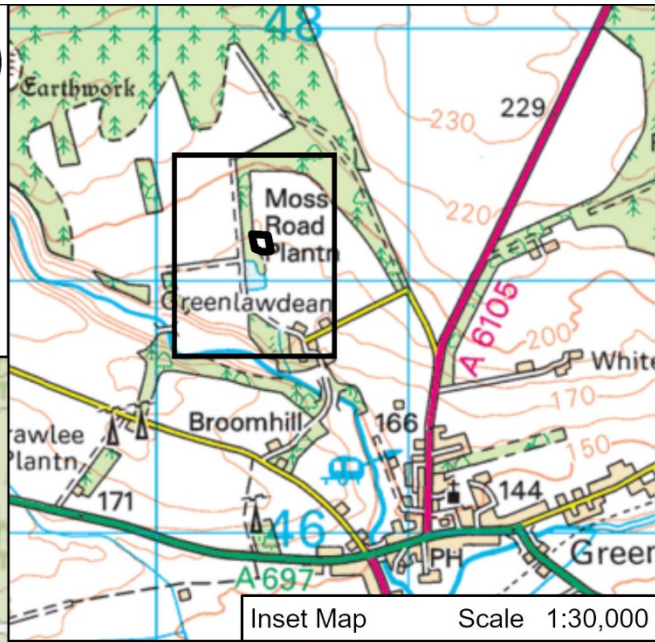 48
Earthwork
229
230
Moss
Road
Plantn
220
Greenlawdean
A 6105
200
White
Broomhill
170
166
rawlee
Plantn
150
171
144
46
PH
Green
A 697
Inset Map Scale 1:30,000